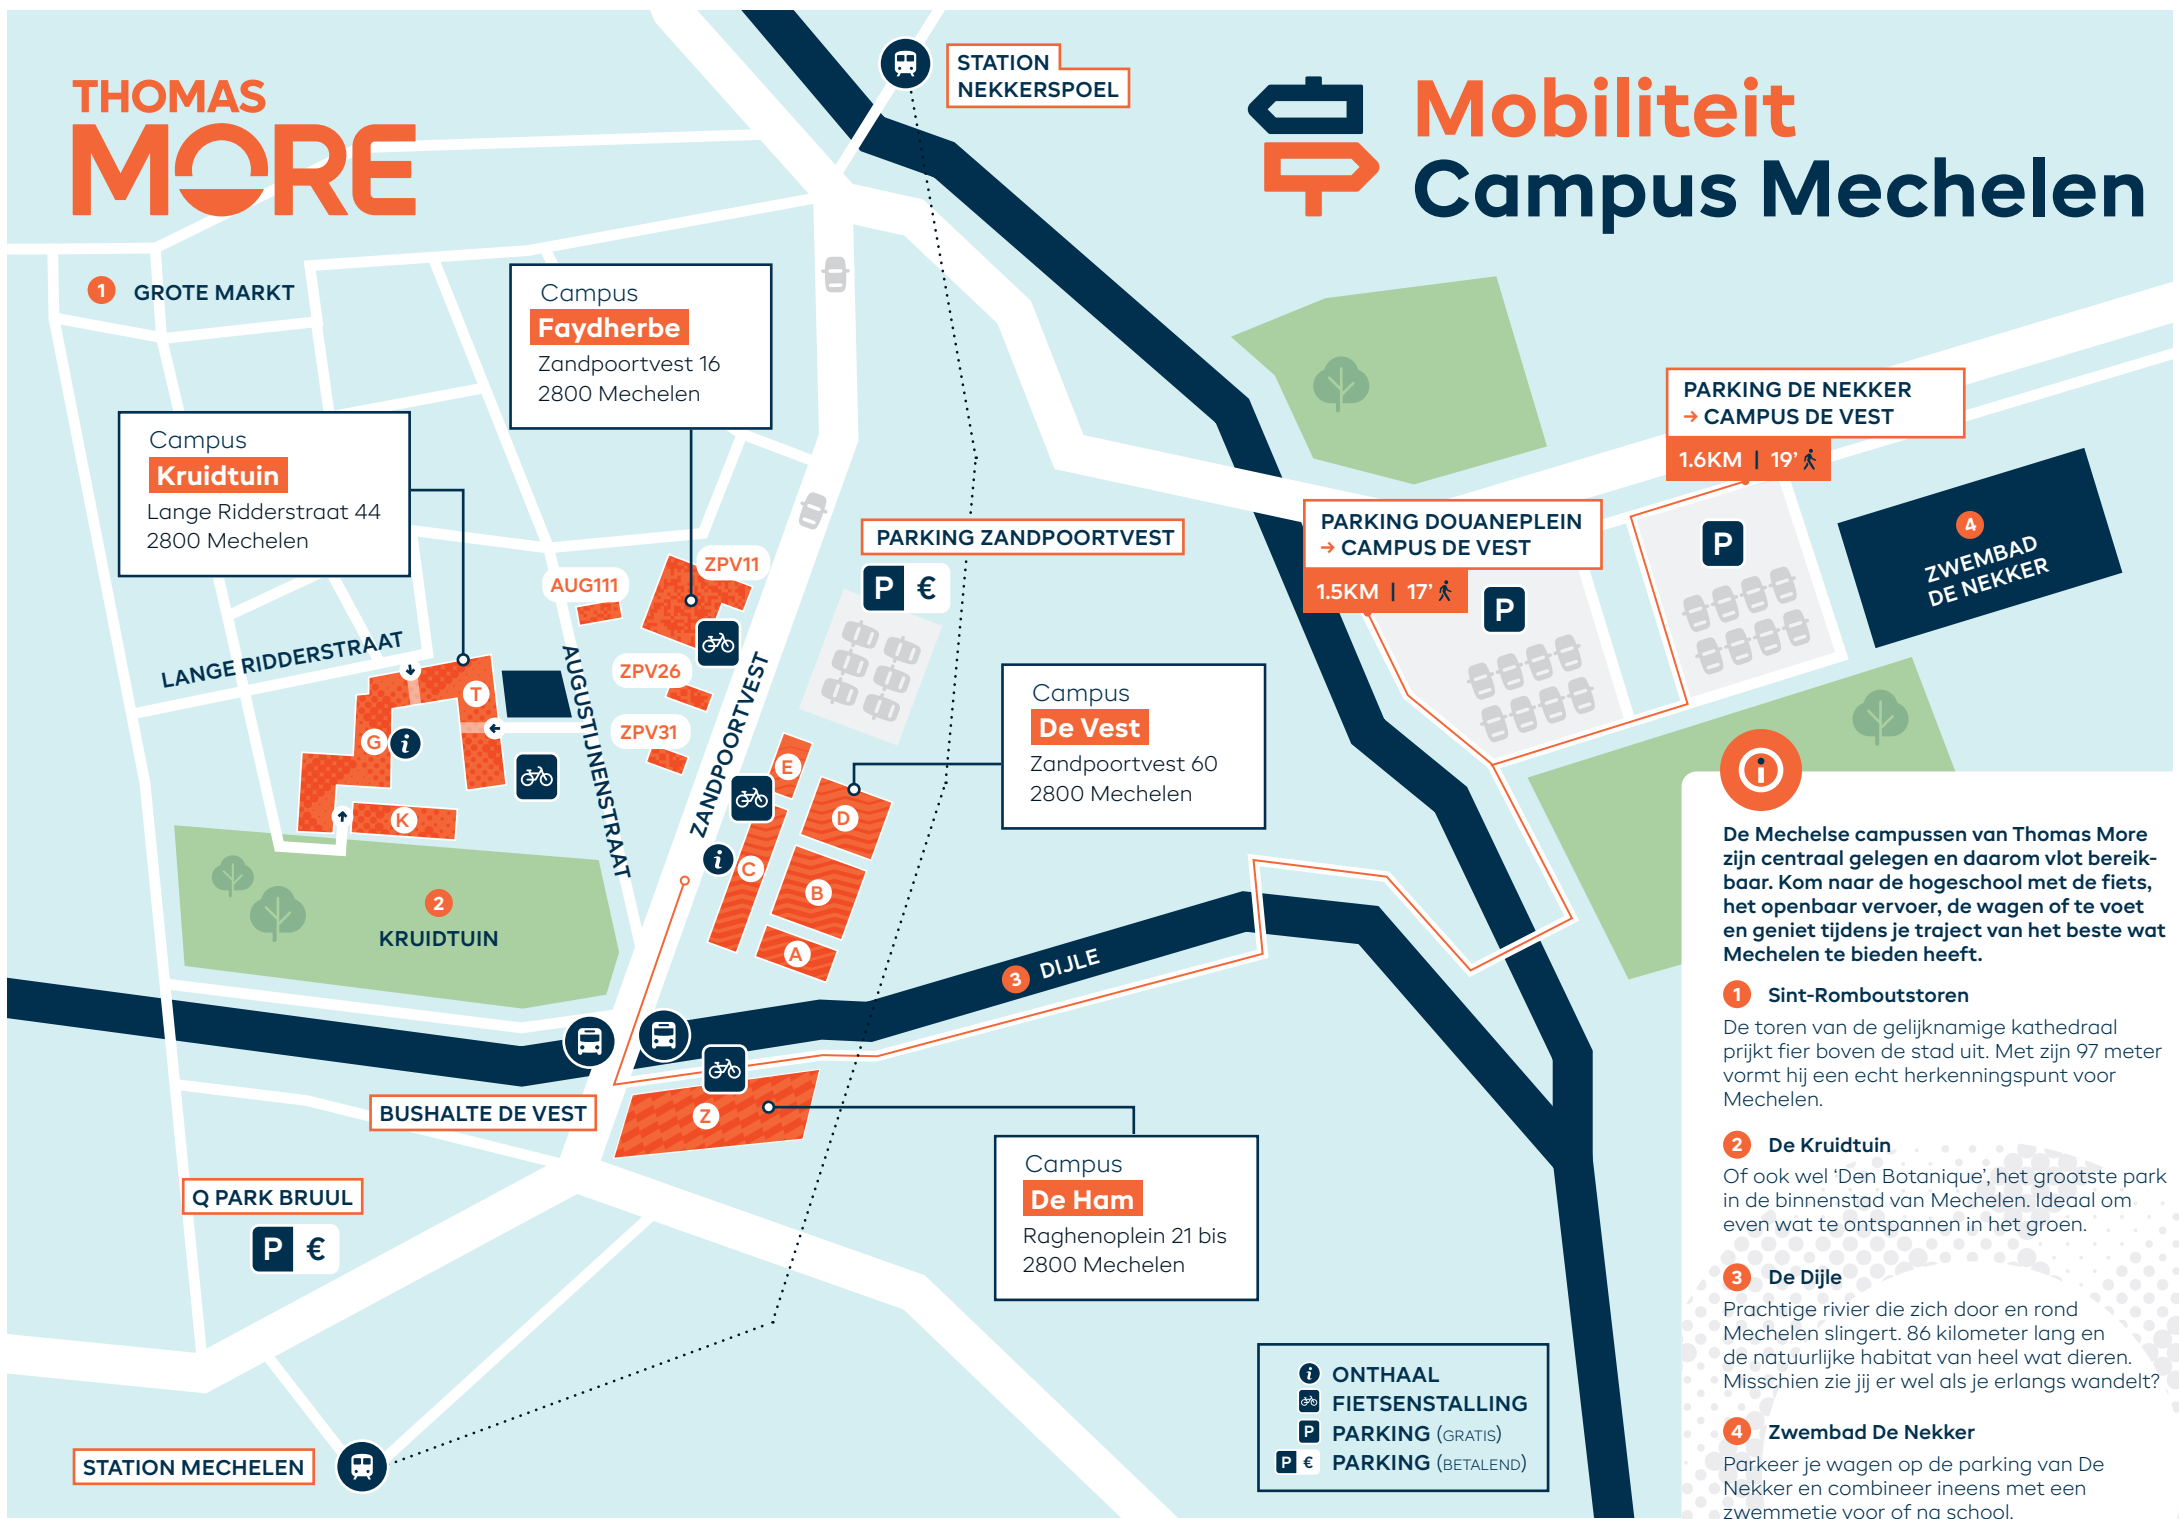 THOMAS
MORE
STATION
NEKKERSPOEL
Mobiliteit
Campus Mechelen
1 GROTE MARKT
Campus
Faydherbe
Zandpoortvest 16
2800 Mechelen
Campus
Kruidtuin
Lange Ridderstraat 44
2800 Mechelen
PARKING DE NEKKER
→ CAMPUS DE VEST
1.6KM | 19’
PARKING DOUANEPLEIN
→ CAMPUS DE VEST
1.5KM | 17’
P
P
4
ZWEMBAD
DE NEKKER
PARKING ZANDPOORTVEST
P €
ZPV11
AUG111
ZPV26
ZPV31
LANGE RIDDERSTRAAT
AUGUSTIJNENSTRAAT
ZANDPOORTVEST
T
G i
K
E
D
C
B
A
i
Campus
De Vest
Zandpoortvest 60
2800 Mechelen
2
KRUIDTUIN
3 DIJLE
BUSHALTE DE VEST
Z
Campus
De Ham
Raghenoplein 21 bis
2800 Mechelen
Q PARK BRUUL
P €
STATION MECHELEN
i ONTHAAL
FIETSENSTALLING
P PARKING (GRATIS)
P € PARKING (BETALEND)
i
De Mechelse campussen van Thomas More
zijn centraal gelegen en daarom vlot bereik-
baar. Kom naar de hogeschool met de fiets,
het openbaar vervoer, de wagen of te voet
en geniet tijdens je traject van het beste wat
Mechelen te bieden heeft.
1 Sint-Romboutstoren
De toren van de gelijknamige kathedraal
prijkt fier boven de stad uit. Met zijn 97 meter
vormt hij een echt herkenningspunt voor
Mechelen.
2 De Kruidtuin
Of ook wel ‘Den Botanique’, het grootste park
in de binnenstad van Mechelen. Ideaal om
even wat te ontspannen in het groen.
3 De Dijle
Prachtige rivier die zich door en rond
Mechelen slingert. 86 kilometer lang en
de natuurlijke habitat van heel wat dieren.
Misschien zie jij er wel als je erlangs wandelt?
4 Zwembad De Nekker
Parkeer je wagen op de parking van De
Nekker en combineer ineens met een
zwemmetje voor of na school.